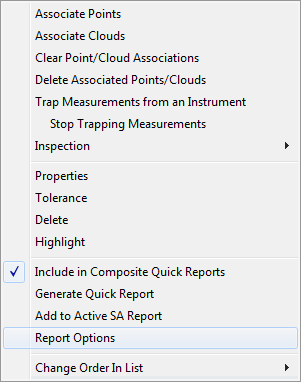 Associate Points
Associate Clouds
Clear Point/Cloud Associations
Delete Associated Points/Clouds
Trap Measurements from an Instrument
Stop Trapping Measurements
Inspection
Properties
Tolerance
Delete
Highlight
Include in Composite Quick Reports
Generate Quick Report
Add to Active SA Report
Report Options
Change Order In List